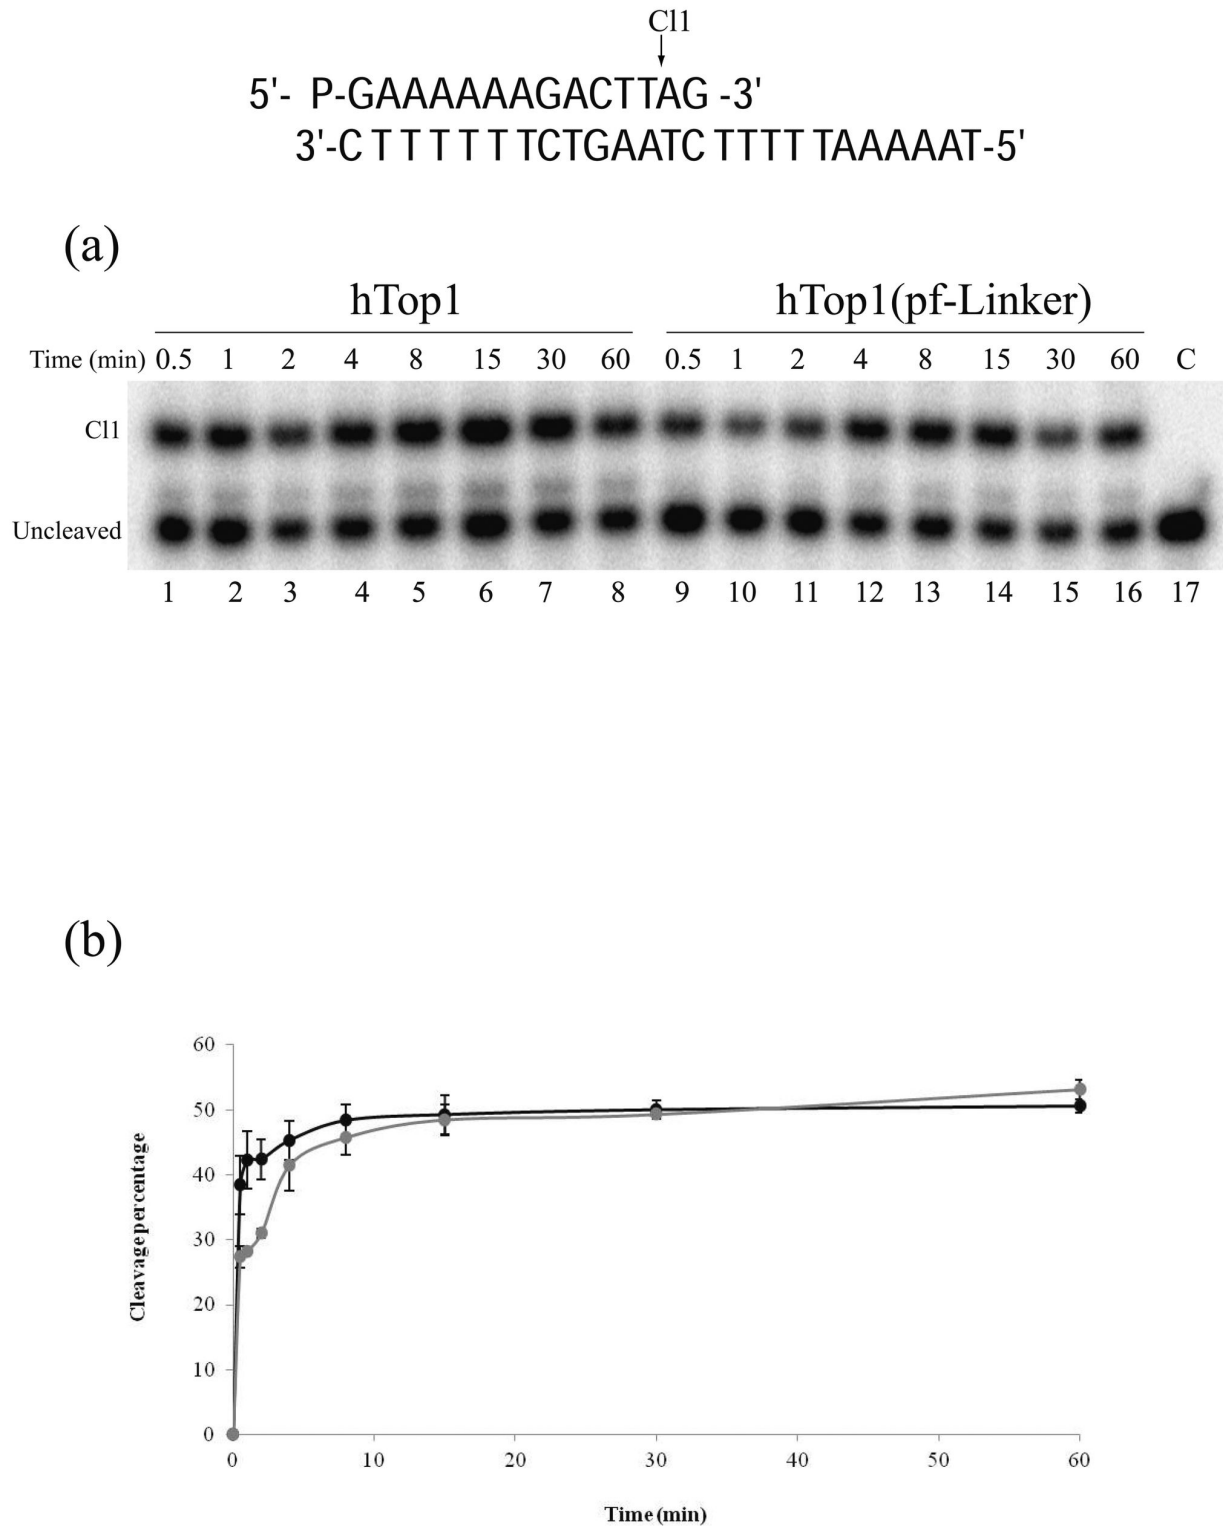 Cl1
5'- P-GAAAAAAGACTTAG -3'
3'-C T T T T T TCTGAATC TTTT TAAAAAT-5'
(a)
hTop1 hTop1(pf-Linker)
Time (min) 0.5 1 2 4 8 15 30 60 0.5 1 2 4 8 15 30 60 C
Cl1
Uncleaved
1 2 3 4 5 6 7 8 9 10 11 12 13 14 15 16 17
(b)
60
50
40
30
20
10
0
Cleavage percentage
0 10 20 30 40 50 60
Time (min)